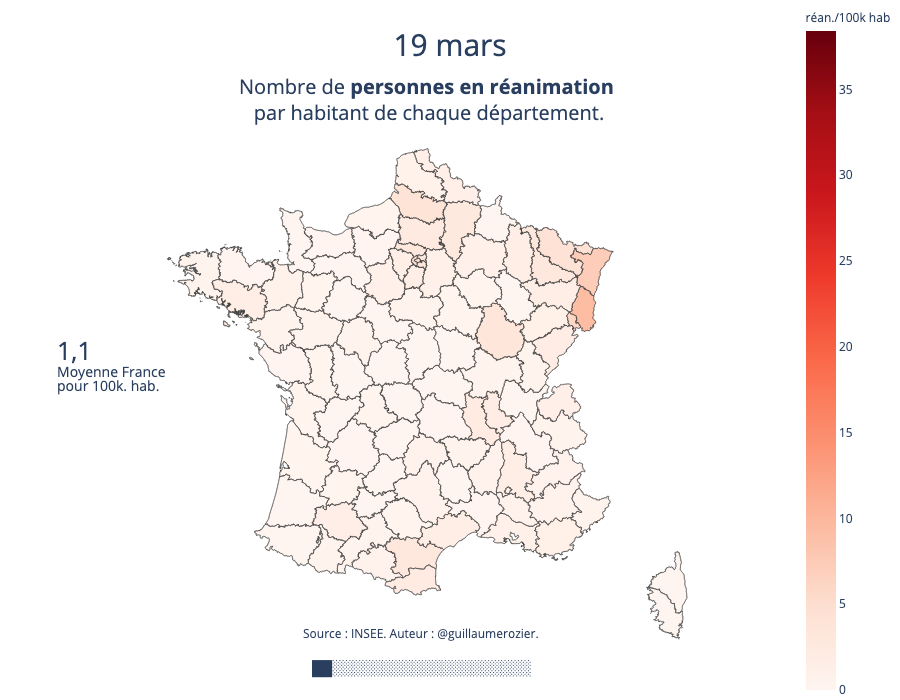 réan./100k hab
19 mars
Nombre de personnes en réanimation
par habitant de chaque département.
35
30
25
20
15
10
5
0
1,1
Moyenne France
pour 100k. hab.
Source : INSEE. Auteur : @guillaumerozier.